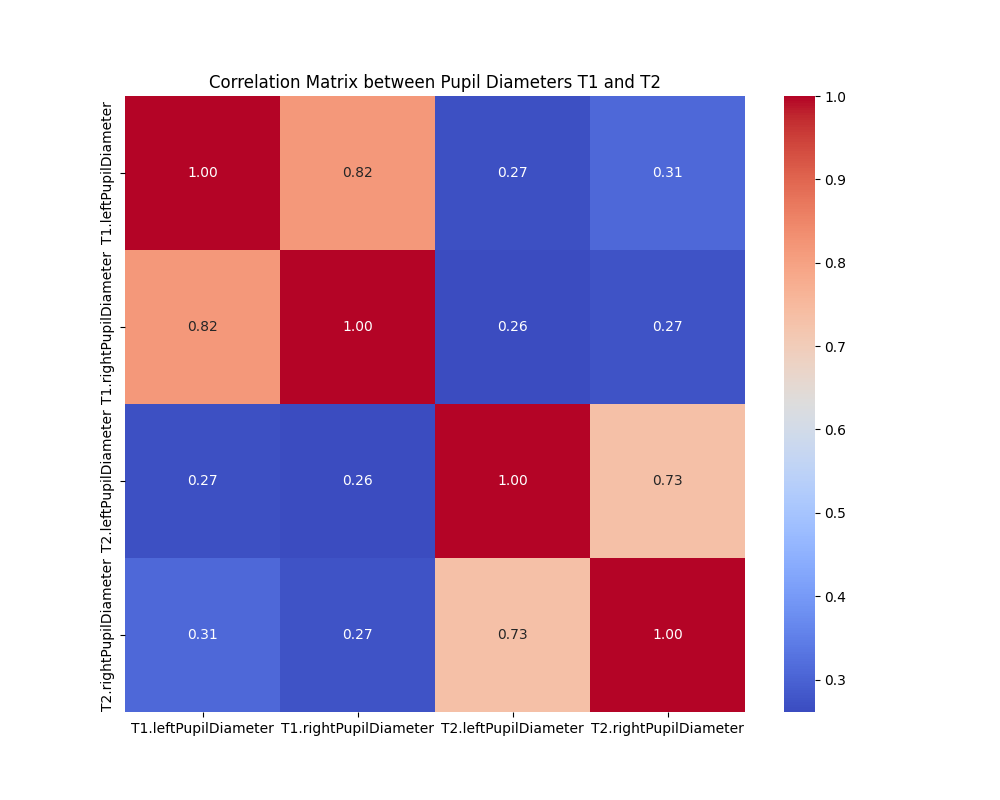 Correlation Matrix between Pupil Diameters T1 and T2
T1.leftPupilDiameter
1.00
0.82
0.27
0.31
T1.rightPupilDiameter
0.82
1.00
0.26
0.27
T2.leftPupilDiameter
0.27
0.26
1.00
0.73
T2.rightPupilDiameter
0.31
0.27
0.73
1.00
T1.leftPupilDiameter
T1.rightPupilDiameter
T2.leftPupilDiameter
T2.rightPupilDiameter
1.0
0.9
0.8
0.7
0.6
0.5
0.4
0.3